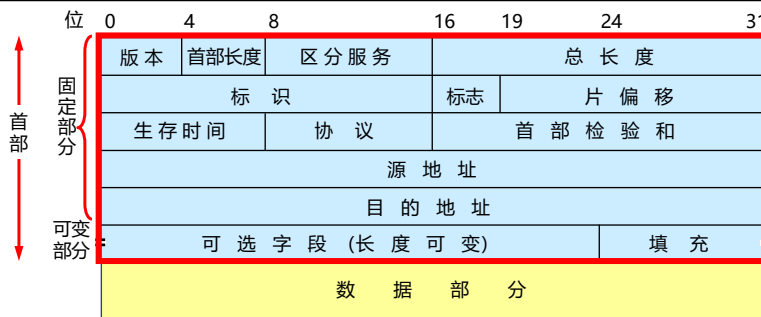 位 0 4 8 16 19 24 31
版本 首部长度 区分服务 总长度
标识 标志 片偏移
生存时间 协议 首部检验和
源地址
目的地址
可选字段 (长度可变) 填充
数据部分
首部
固定部分
可变部分